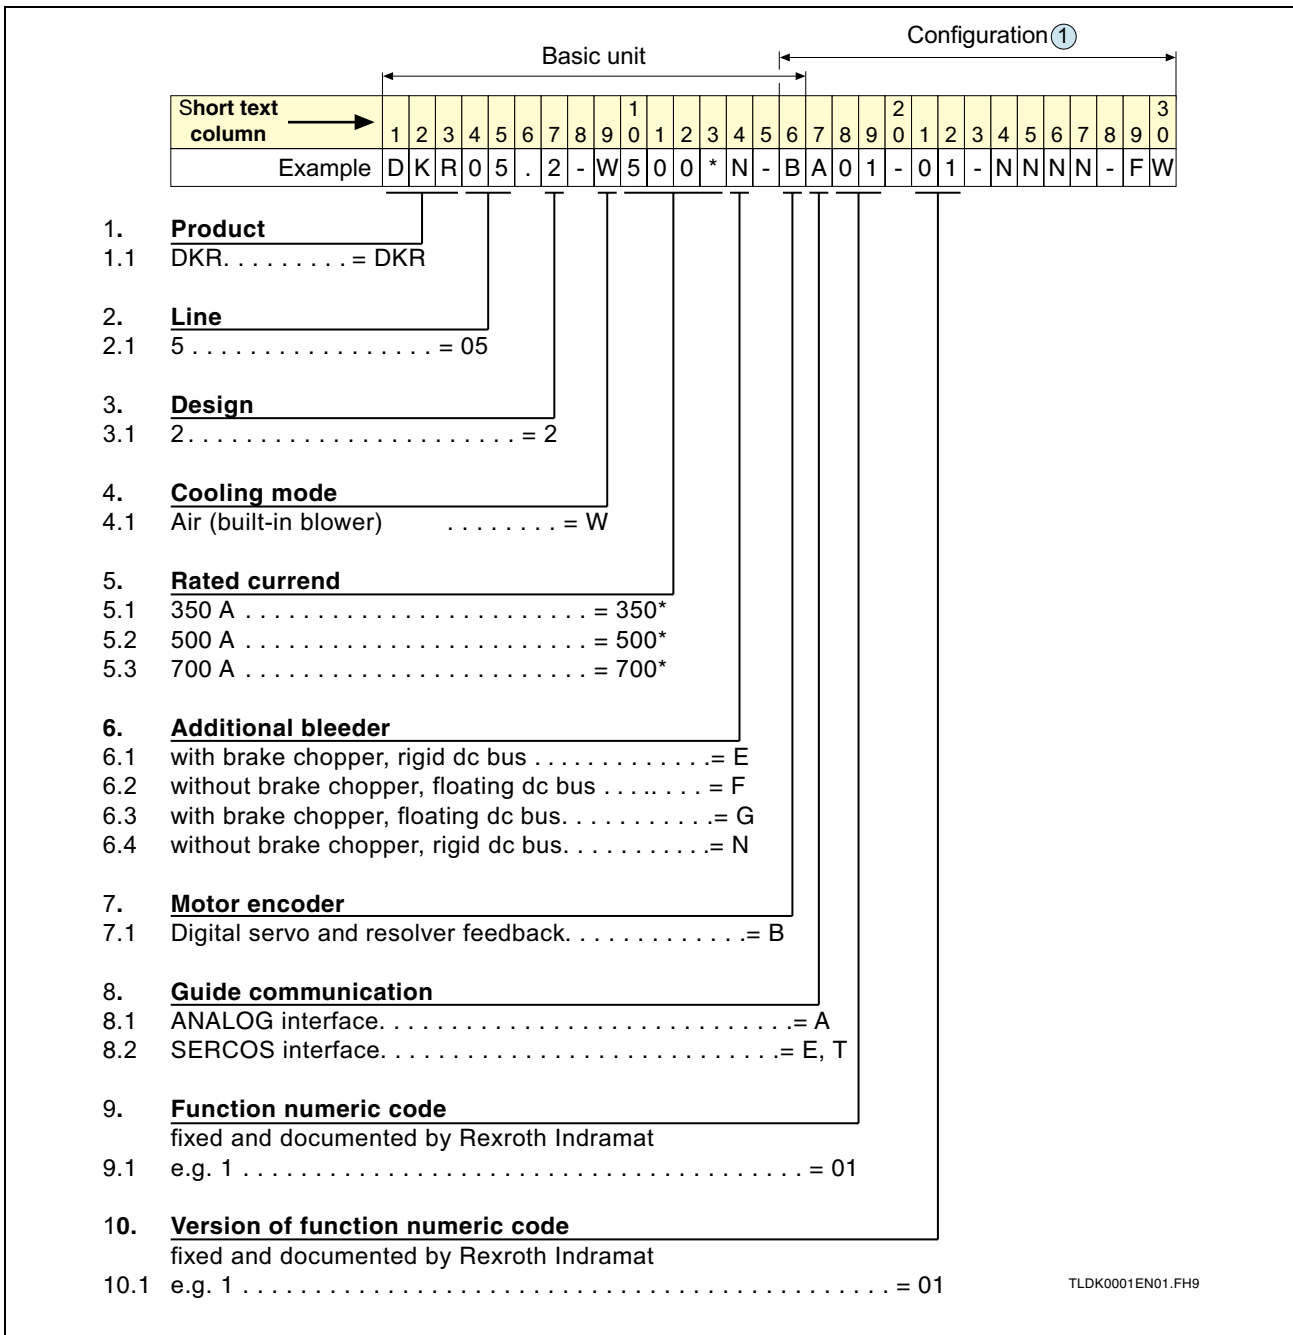 Configuration 1
Basic unit
Short text
column
1 2 3 4 5 6 7 8 9 10 1 2 3 4 5 6 7 8 9 20 1 2 3 4 5 6 7 8 9 30
Example D K R 0 5 . 2 - W 5 0 0 * N - B A 0 1 - 0 1 - N N N N - F W
1. Product
1.1 DKR. . . . . . . . . = DKR
2. Line
2.1 5 . . . . . . . . . . . . . . . . . = 05
3. Design
3.1 2. . . . . . . . . . . . . . . . . . . . . . . = 2
4. Cooling mode
4.1 Air (built-in blower) . . . . . . . . = W
5. Rated currend
5.1 350 A . . . . . . . . . . . . . . . . . . . . . . . . = 350*
5.2 500 A . . . . . . . . . . . . . . . . . . . . . . . . = 500*
5.3 700 A . . . . . . . . . . . . . . . . . . . . . . . . = 700*
6. Additional bleeder
6.1 with brake chopper, rigid dc bus . . . . . . . . . . . . .= E
6.2 without brake chopper, floating dc bus . . . .. . . . = F
6.3 with brake chopper, floating dc bus. . . . . . . . . . .= G
6.4 without brake chopper, rigid dc bus. . . . . . . . . . .= N
7. Motor encoder
7.1 Digital servo and resolver feedback. . . . . . . . . . . . .= B
8. Guide communication
8.1 ANALOG interface. . . . . . . . . . . . . . . . . . . . . . . . . . . . .= A
8.2 SERCOS interface. . . . . . . . . . . . . . . . . . . . . . . . . . . .= E, T
9. Function numeric code
fixed and documented by Rexroth Indramat
9.1 e.g. 1 . . . . . . . . . . . . . . . . . . . . . . . . . . . . . . . . . . . . . . . = 01
10. Version of function numeric code
fixed and documented by Rexroth Indramat
10.1 e.g. 1 . . . . . . . . . . . . . . . . . . . . . . . . . . . . . . . . . . . . . . . . . . . . . = 01
TLDK0001EN01.FH9